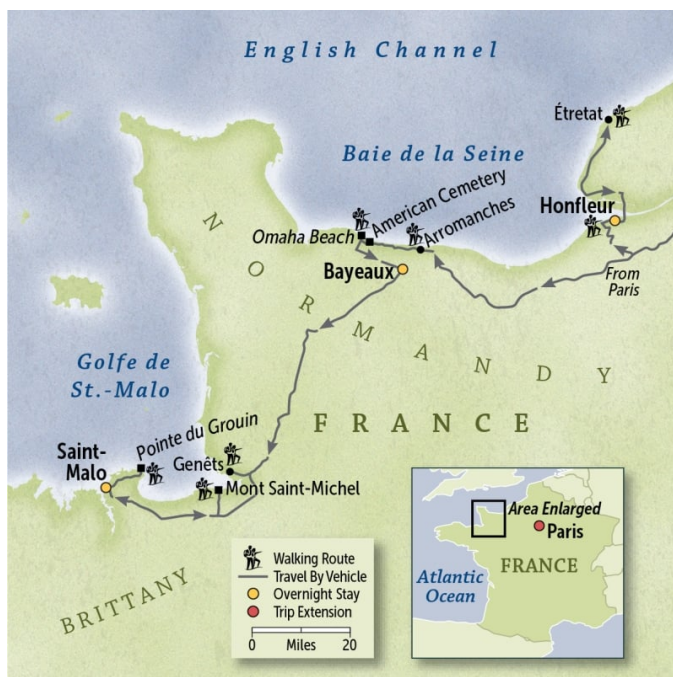 English Channel
Étretat
Baie de la Seine
American Cemetery
Honfleur
Omaha Beach
Arromanches
Bayeaux
From
Paris
NORMANDY
Golfe de
St.-Malo
FRANCE
Pointe du Grouin
Saint-
Malo
Genêts
Mont Saint-Michel
BRITTANY
Walking Route
Travel By Vehicle
Overnight Stay
Trip Extension
0 20
Miles
Area Enlarged
Paris
FRANCE
Atlantic
Ocean